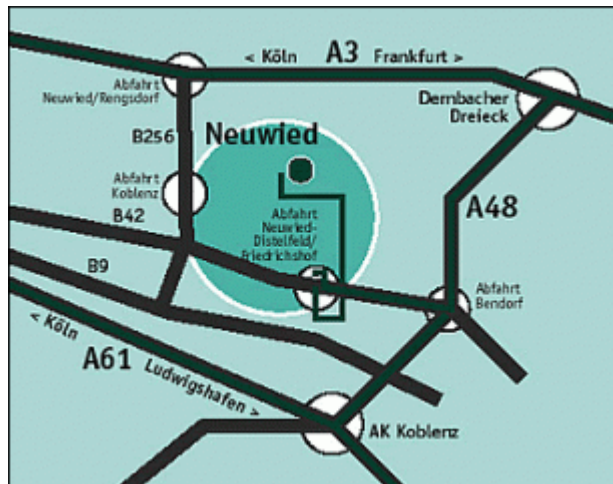 < Köln A3 Frankfurt >
Abfahrt
Neuwied/Rengsdorf
Dernbacher
Dreieck
B256
Neuwied
Abfahrt
Koblenz
A48
B42
Abfahrt
Neuwied-
Distelfeld/
Friedrichshof
B9
Abfahrt
Bendorf
< Köln
A61
Ludwigshafen >
AK Koblenz